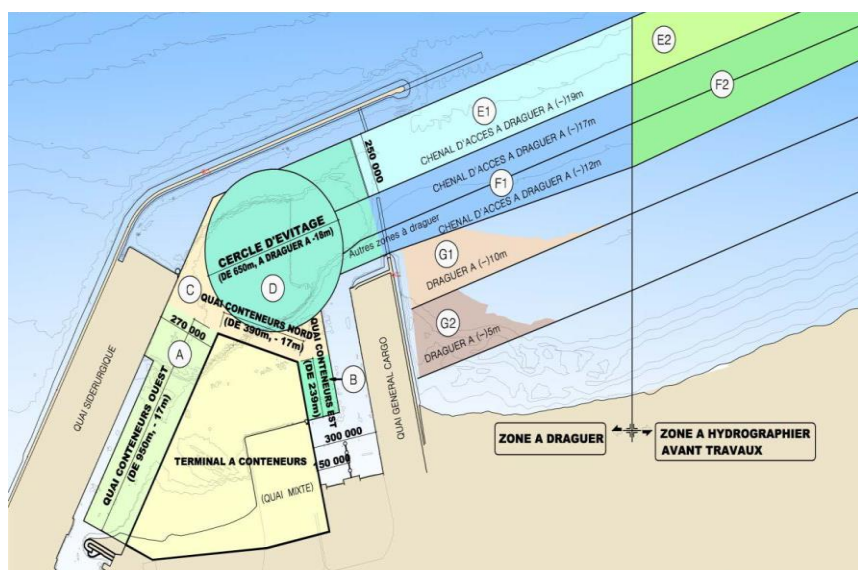 E2
F2
E1
CHENAL D'ACCES A DRAGUER A (-)19m
CHENAL D'ACCES A DRAGUER A (-)17m
250 000
F1
CHENAL D'ACCES A DRAGUER A (-)12m
Autres zones à draguer
CERCLE D'EVITAGE
(DE 650m, A DRAGUER A -18m)
D
G1
DRAGUER A (-)10m
C
QUAI CONTENEURS NORD
(DE 390m, - 17m)
G2
DRAGUER A (-)5m
270 000
A
QUAI SIDERURGIQUE
QUAI CONTENEURS OUEST
(DE 950m, - 17m)
QUAI CONTENEURS EST
(DE 239m)
B
QUAI GENERAL CARGO
300 000
TERMINAL A CONTENEURS
50 000
(QUAI MIXTE)
ZONE A DRAGUER
ZONE A HYDROGRAPHIER
AVANT TRAVAUX